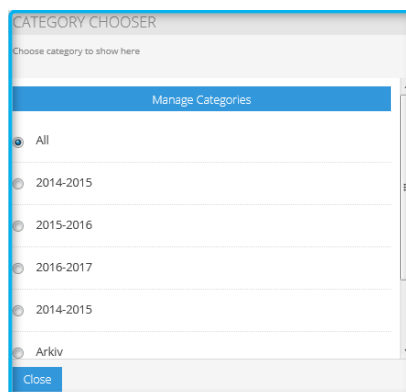 CATEGORY CHOOSER
Choose category to show here
Manage Categories
All
2014-2015
2015-2016
2016-2017
2014-2015
Arkiv
Close